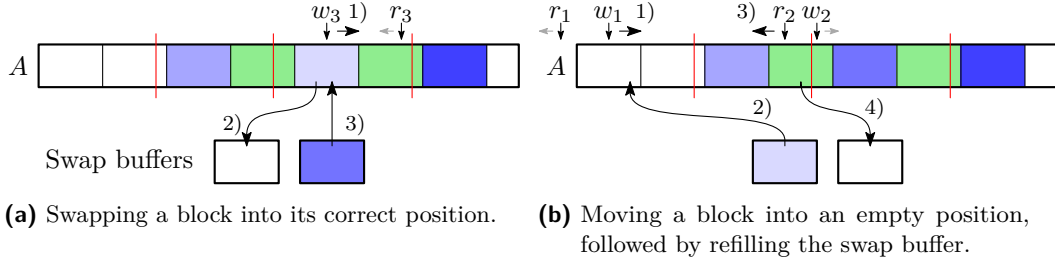 w3 1) r3
A
2) 3)
Swap buffers
(a) Swapping a block into its correct position.
r1 w1 1) 3) r2 w2
A
2) 4)
(b) Moving a block into an empty position,
followed by refilling the swap buffer.